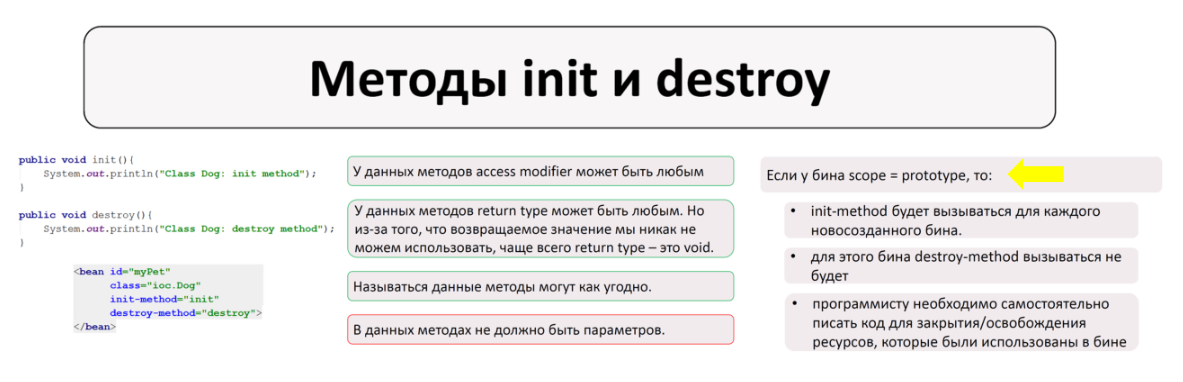 Методы init и destroy
public void init(){
System.out.println("Class Dog: init method");
}
public void destroy(){
System.out.println("Class Dog: destroy method");
}
<bean id="myPet"
class="ioc.Dog"
init-method="init"
destroy-method="destroy">
</bean>
У данных методов access modifier может быть любым
У данных методов return type может быть любым. Но
из-за того, что возвращаемое значение мы никак не
можем использовать, чаще всего return type – это void.
Называться данные методы могут как угодно.
В данных методах не должно быть параметров.
Если у бина scope = prototype, то:
• init-method будет вызываться для каждого
новосозданного бина.
• для этого бина destroy-method вызываться не
будет
• программисту необходимо самостоятельно
писать код для закрытия/освобождения
ресурсов, которые были использованы в бине